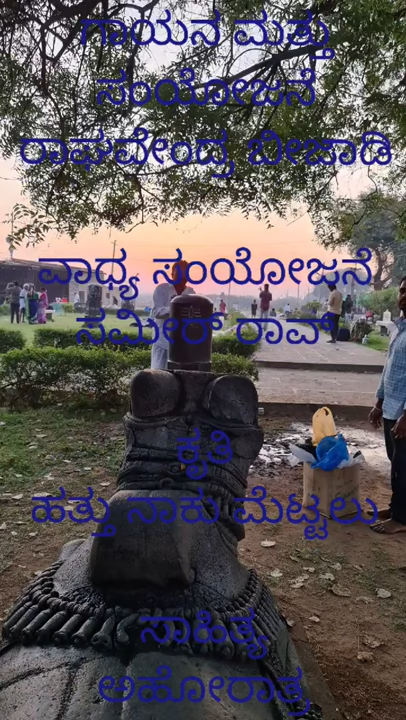 ಗಾಯನ ಮತ್ತು
ಸಂಯೋಜನೆ
ರಾಘವೇಂದ್ರ ಬೀಜಾಡಿ
ವಾಧ್ಯ ಸಂಯೋಜನೆ
ಸಮೀರ್ ರಾವ್
ಕೃತಿ
ಹತ್ತು ನಾಕು ಮೆಟ್ಟಲು
ಸಾಹಿತ್ಯ
ಅಹೋರಾತ್ರ